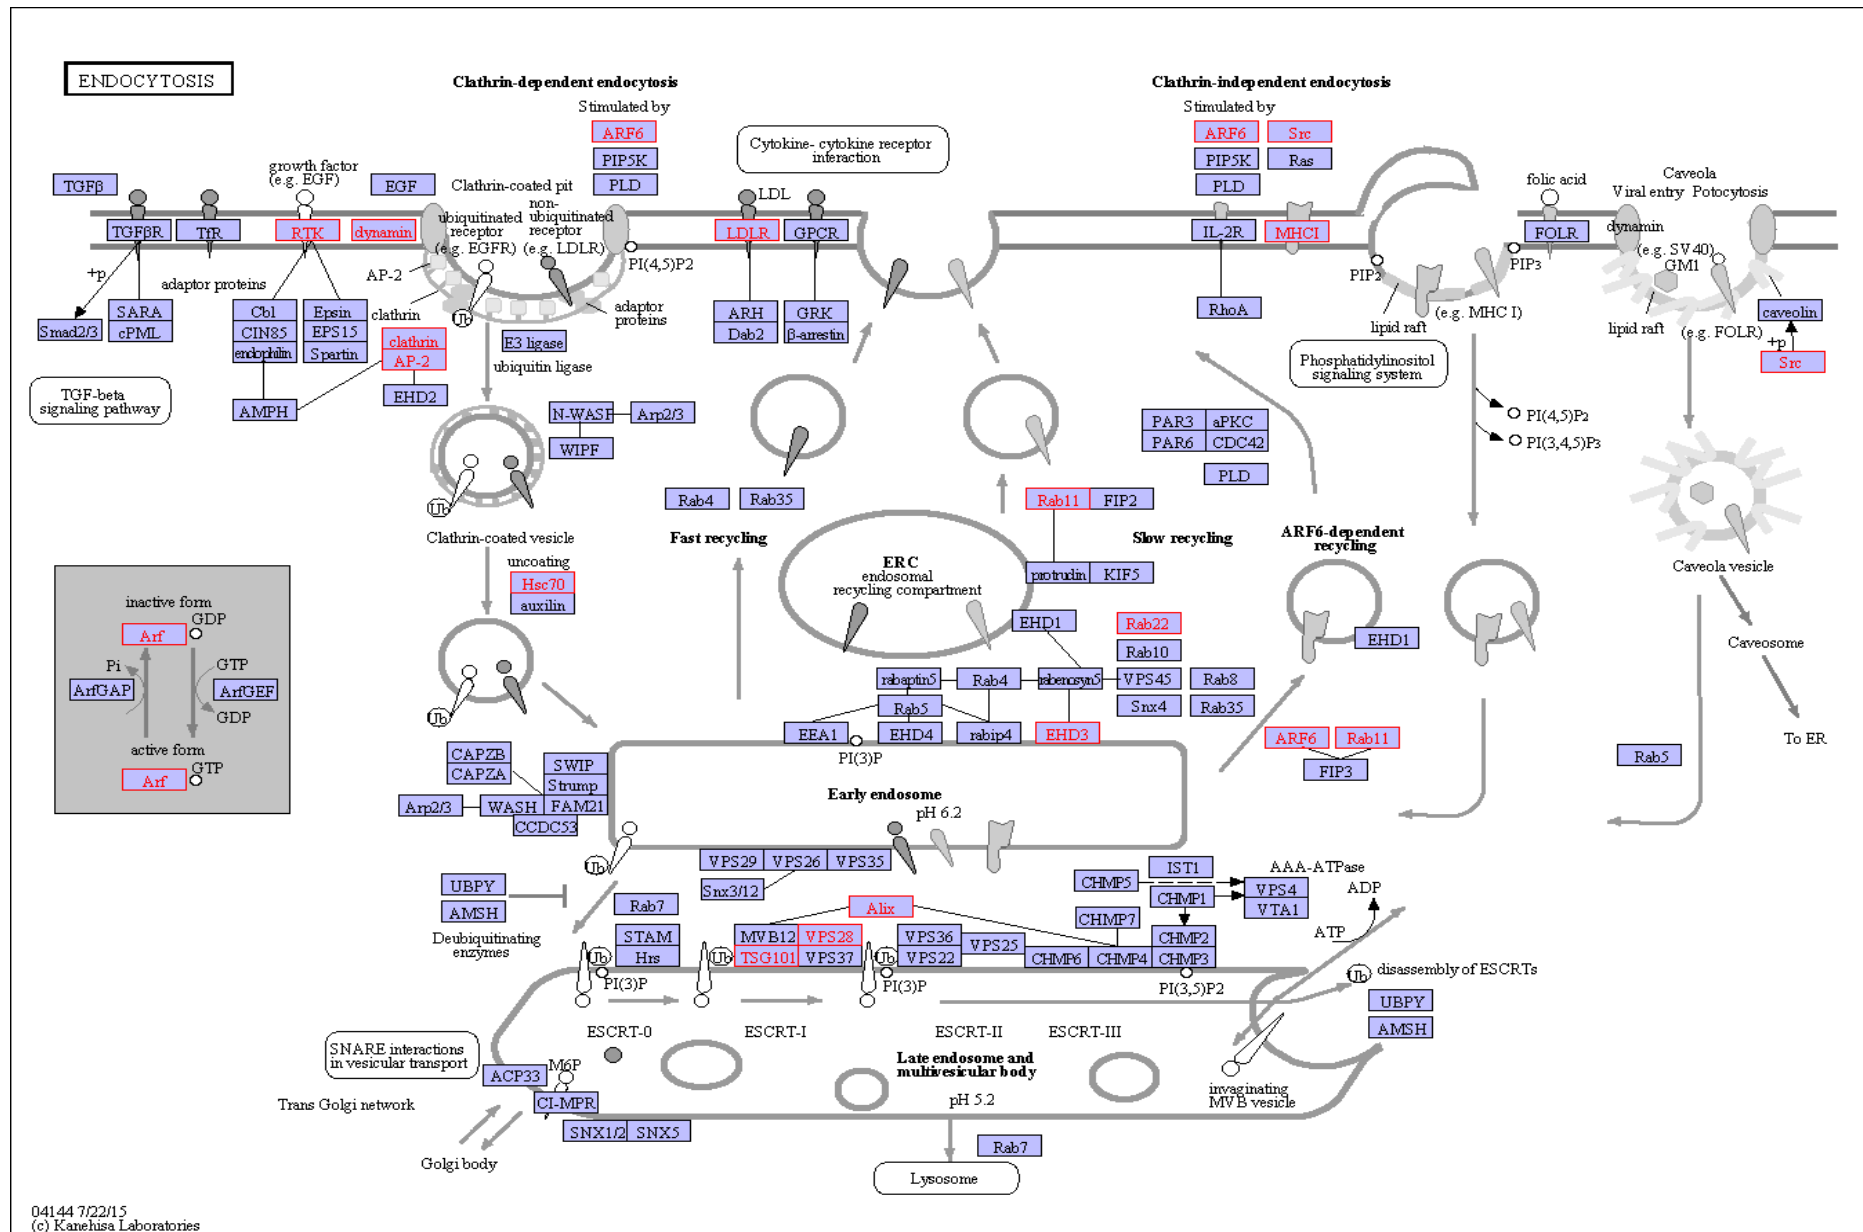 ENDOCYTOSIS
Clathrin-dependent endocytosis
Stimulated by
ARF6
PIP5K
PLD
Clathrin-independent endocytosis
Stimulated by
ARF6
Src
PIP5K
Ras
PLD
Cytokine- cytokine receptor
interaction
TGFβ
growth factor
(e.g. EGF)
EGF
Clathrin-coated pit
ubiquitinated
receptor
(e.g. EGFR)
non-
ubiquitinated
receptor
(e.g. LDLR)
LDL
folic acid
Caveola
Viral entry
Potocytosis
TGFβR
TfR
RTK
dynamin
LDLR
GPCR
IL-2R
MHCI
FOLR
dynamin
(e.g. SV40)
GM1
+p
adaptor proteins
AP-2
PI(4,5)P2
PIP2
PIP3
Smad2/3
SARA
cPML
Cbl
CIN85
endophilin
Epsin
EPS15
Spartin
clathrin
clathrin
AP-2
EHD2
AMPH
Ub
adaptor
proteins
E3 ligase
ubiquitin ligase
ARH
Dab2
GRK
β-arrestin
RhoA
lipid raft
(e.g. MHC I)
lipid raft
(e.g. FOLR)
caveolin
+p
Src
TGF-beta
signaling pathway
Phosphatidylinositol
signaling system
N-WASP
Arp2/3
WIPF
PAR3
aPKC
PAR6
CDC42
PLD
PI(4,5)P2
PI(3,4,5)P3
Ub
Clathrin-coated vesicle
uncoating
Hsc70
auxilin
Rab4
Rab35
Fast recycling
Rab11
FIP2
Slow recycling
ARF6-dependent
recycling
ERC
endosomal
recycling compartment
protrudin
KIF5
Caveola vesicle
EHD1
Rab22
EHD1
Caveosome
Rab10
inactive form
GDP
Arf
Pi
GTP
ArfGAP
ArfGEF
GDP
active form
GTP
Arf
Ub
rabaptin5
Rab4
rabenosyn5
VPS45
Rab8
Rab5
Snx4
Rab35
EEA1
EHD4
rabip4
EHD3
PI(3)P
ARF6
Rab11
FIP3
Rab5
To ER
CAPZB
CAPZA
SWIP
Strump
Arp2/3
WASH
FAM21
CCDC53
Early endosome
pH 6.2
Ub
VPS29
VPS26
VPS35
Snx3/12
UBPY
AMSH
Deubiquitinating
enzymes
Rab7
STAM
Hrs
Alix
MVB12
VPS28
TSG101
VPS37
VPS36
VPS22
VPS25
CHMP7
CHMP6
CHMP4
CHMP5
IST1
CHMP1
CHMP2
CHMP3
AAA-ATPase
VPS4
VTA1
ADP
ATP
Ub
Ub
Ub
PI(3)P
PI(3)P
PI(3,5)P2
Ub
disassembly of ESCRTs
UBPY
AMSH
ESCRT-0
ESCRT-I
ESCRT-II
ESCRT-III
SNARE interactions
in vesicular transport
Late endosome and
multivesicular body
pH 5.2
invaginating
MVB vesicle
ACP33
M6P
CI-MPR
Trans Golgi network
SNX1/2
SNX5
Golgi body
Rab7
Lysosome
04144 7/22/15
(c) Kanehisa Laboratories